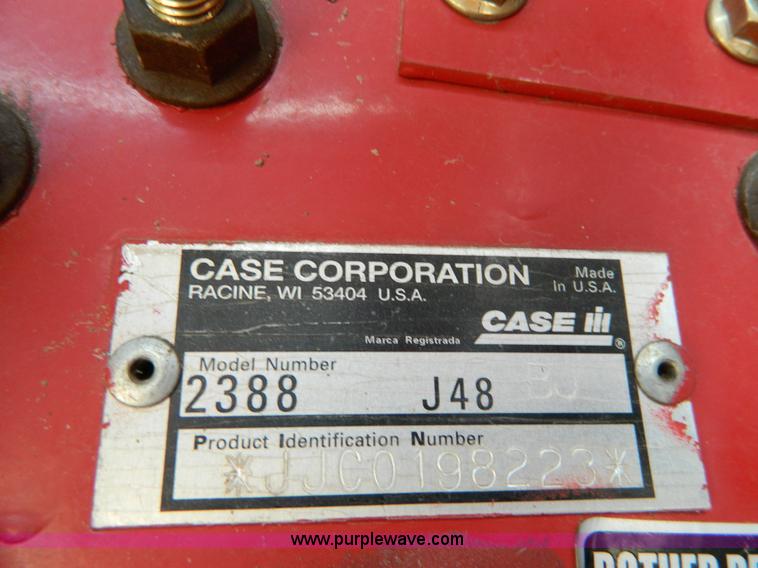 CASE CORPORATION
RACINE, WI 53404 U.S.A.
Made
In U.S.A.
CASE IH
®
Marca Registrada
Model Number
2388 J48 BJ
Product Identification Number
*JJC0198223*
www.purplewave.com